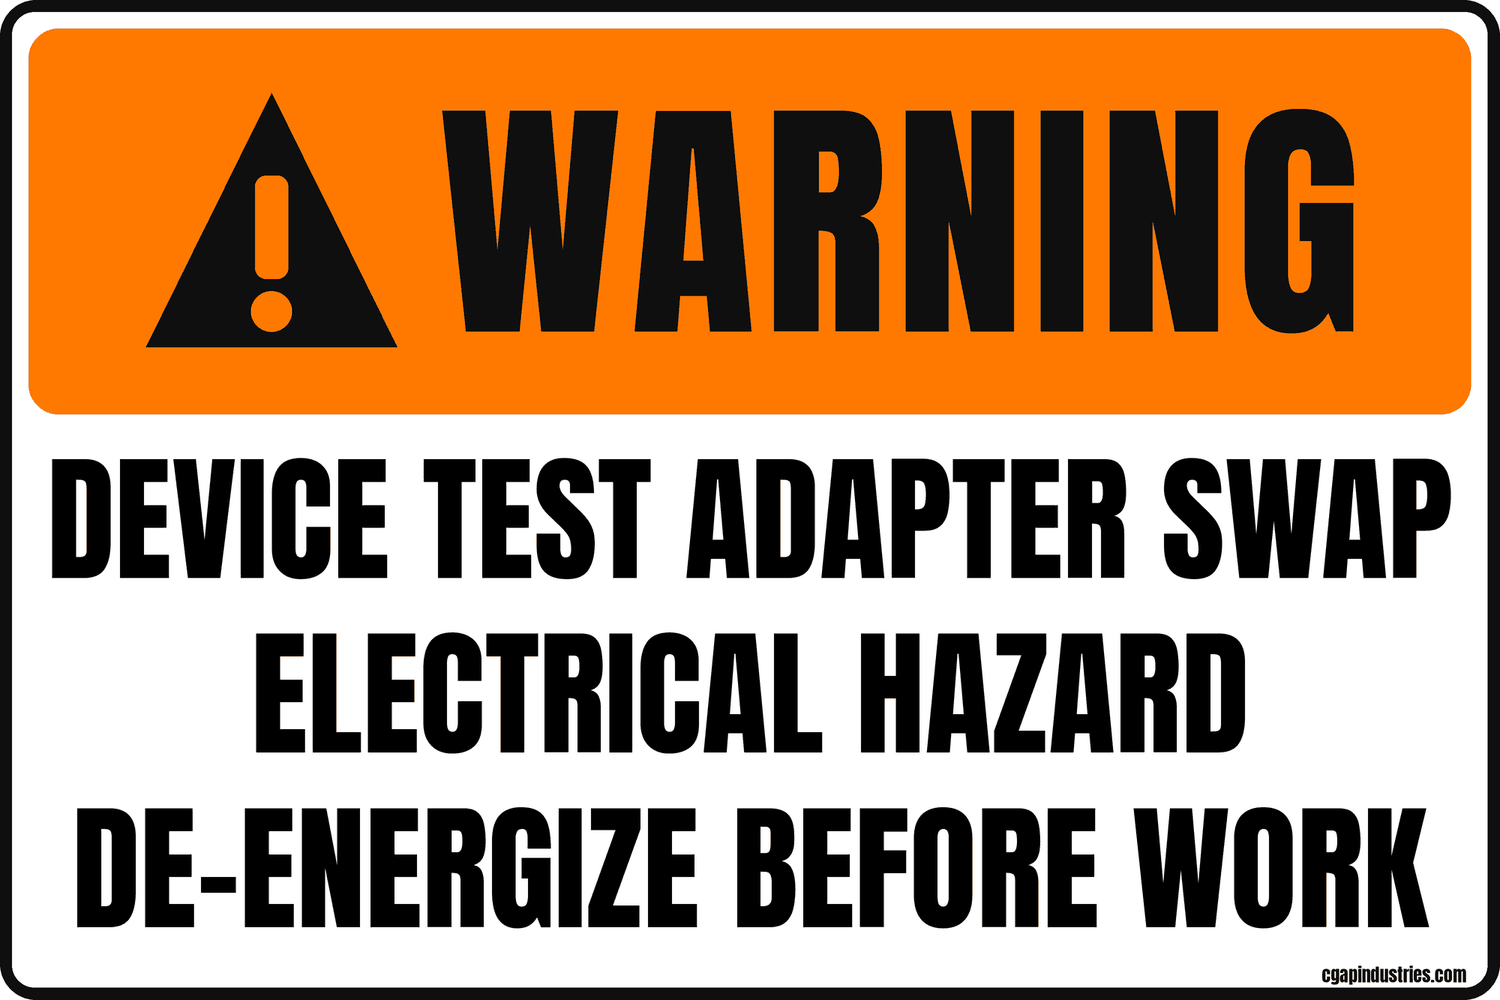 WARNING
DEVICE TEST ADAPTER SWAP
ELECTRICAL HAZARD
DE-ENERGIZE BEFORE WORK
cgapindustries.com